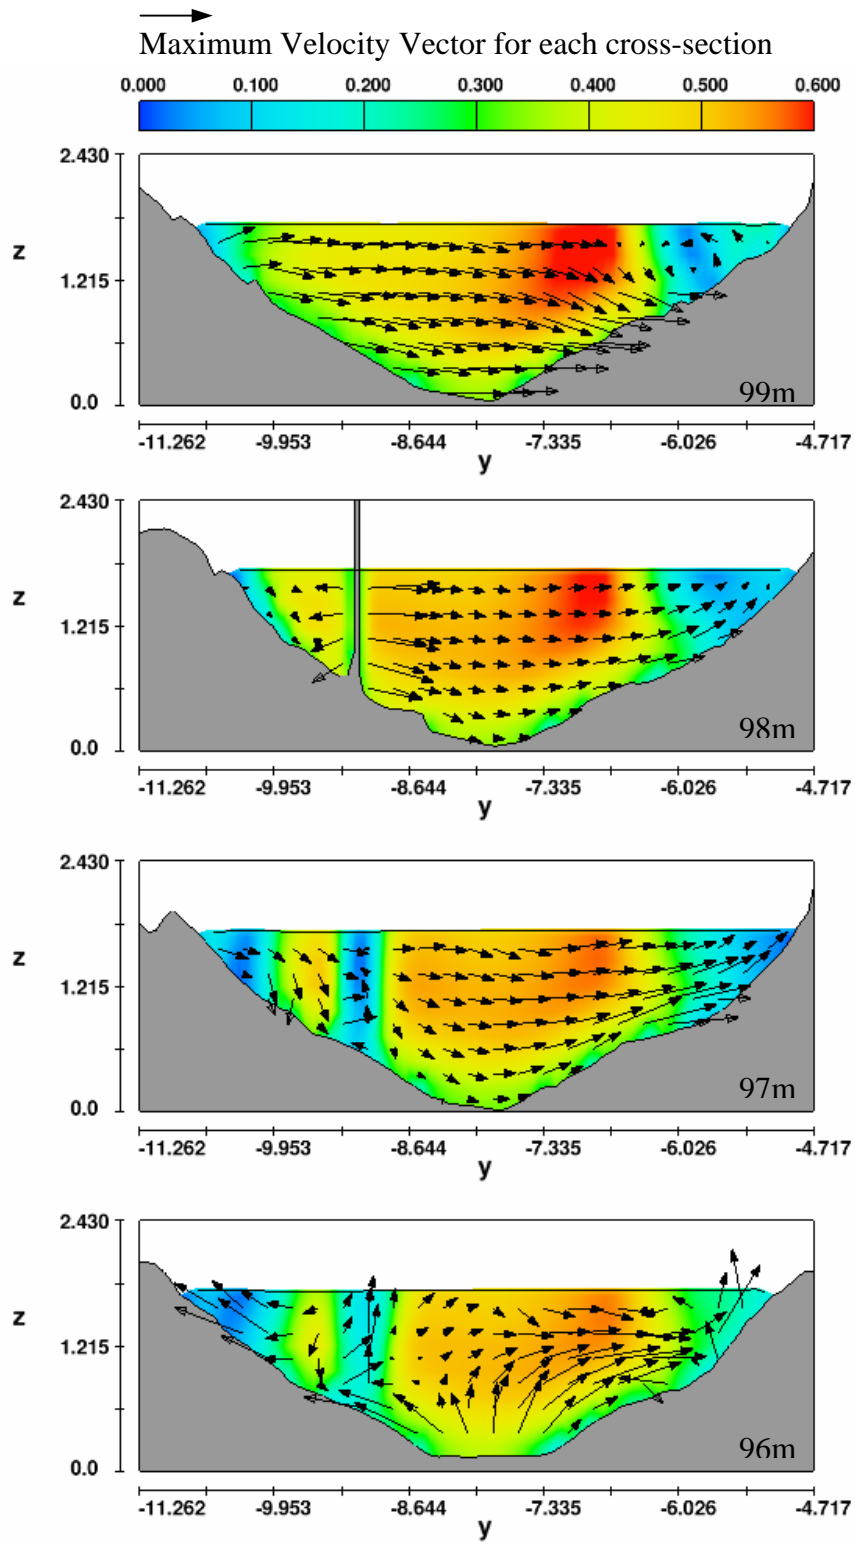 Maximum Velocity Vector for each cross-section
0.000 0.100 0.200 0.300 0.400 0.500 0.600
2.430
z
1.215
0.0
99m
-11.262 -9.953 -8.644 -7.335 -6.026 -4.717
y
2.430
z
1.215
0.0
98m
-11.262 -9.953 -8.644 -7.335 -6.026 -4.717
y
2.430
z
1.215
0.0
97m
-11.262 -9.953 -8.644 -7.335 -6.026 -4.717
y
2.430
z
1.215
0.0
96m
-11.262 -9.953 -8.644 -7.335 -6.026 -4.717
y